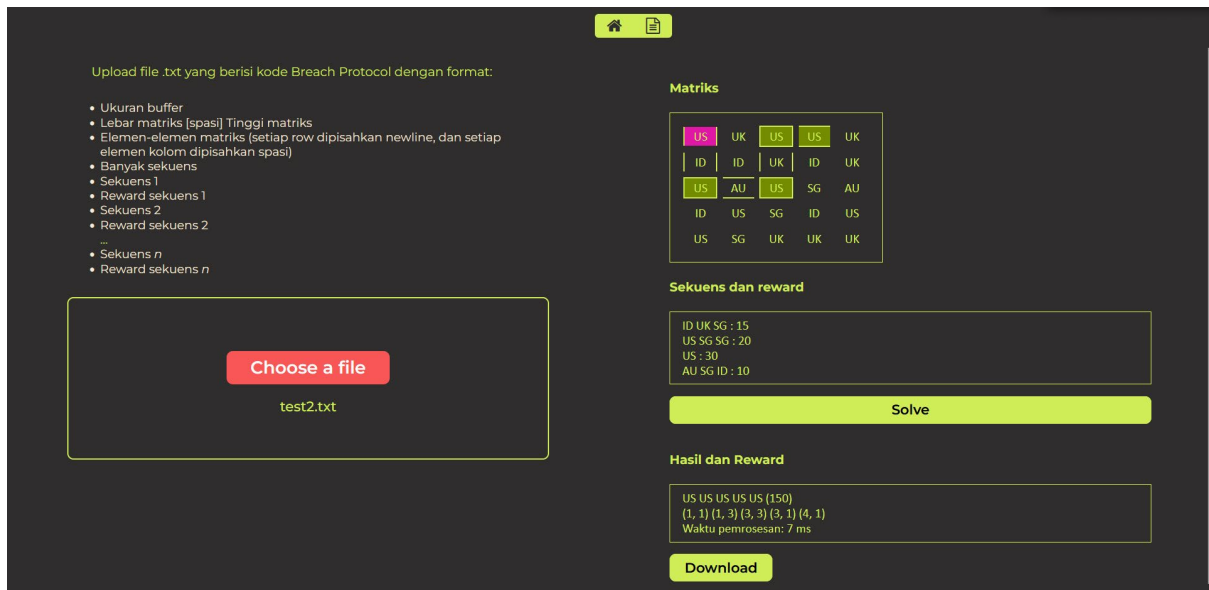 Upload file .txt yang berisi kode Breach Protocol dengan format:
• Ukuran buffer
• Lebar matriks [spasi] Tinggi matriks
• Elemen-elemen matriks (setiap row dipisahkan newline, dan setiap
elemen kolom dipisahkan spasi)
• Banyak sekuens
• Sekuens 1
• Reward sekuens 1
• Sekuens 2
• Reward sekuens 2
...
• Sekuens n
• Reward sekuens n
Choose a file
test2.txt
Matriks
US UK US US UK
ID ID UK ID UK
US AU US SG AU
ID US SG ID US
US SG UK UK UK
Sekuens dan reward
ID UK SG : 15
US SG SG : 20
US : 30
AU SG ID : 10
Solve
Hasil dan Reward
US US US US US (150)
(1, 1) (1, 3) (3, 3) (3, 1) (4, 1)
Waktu pemrosesan: 7 ms
Download